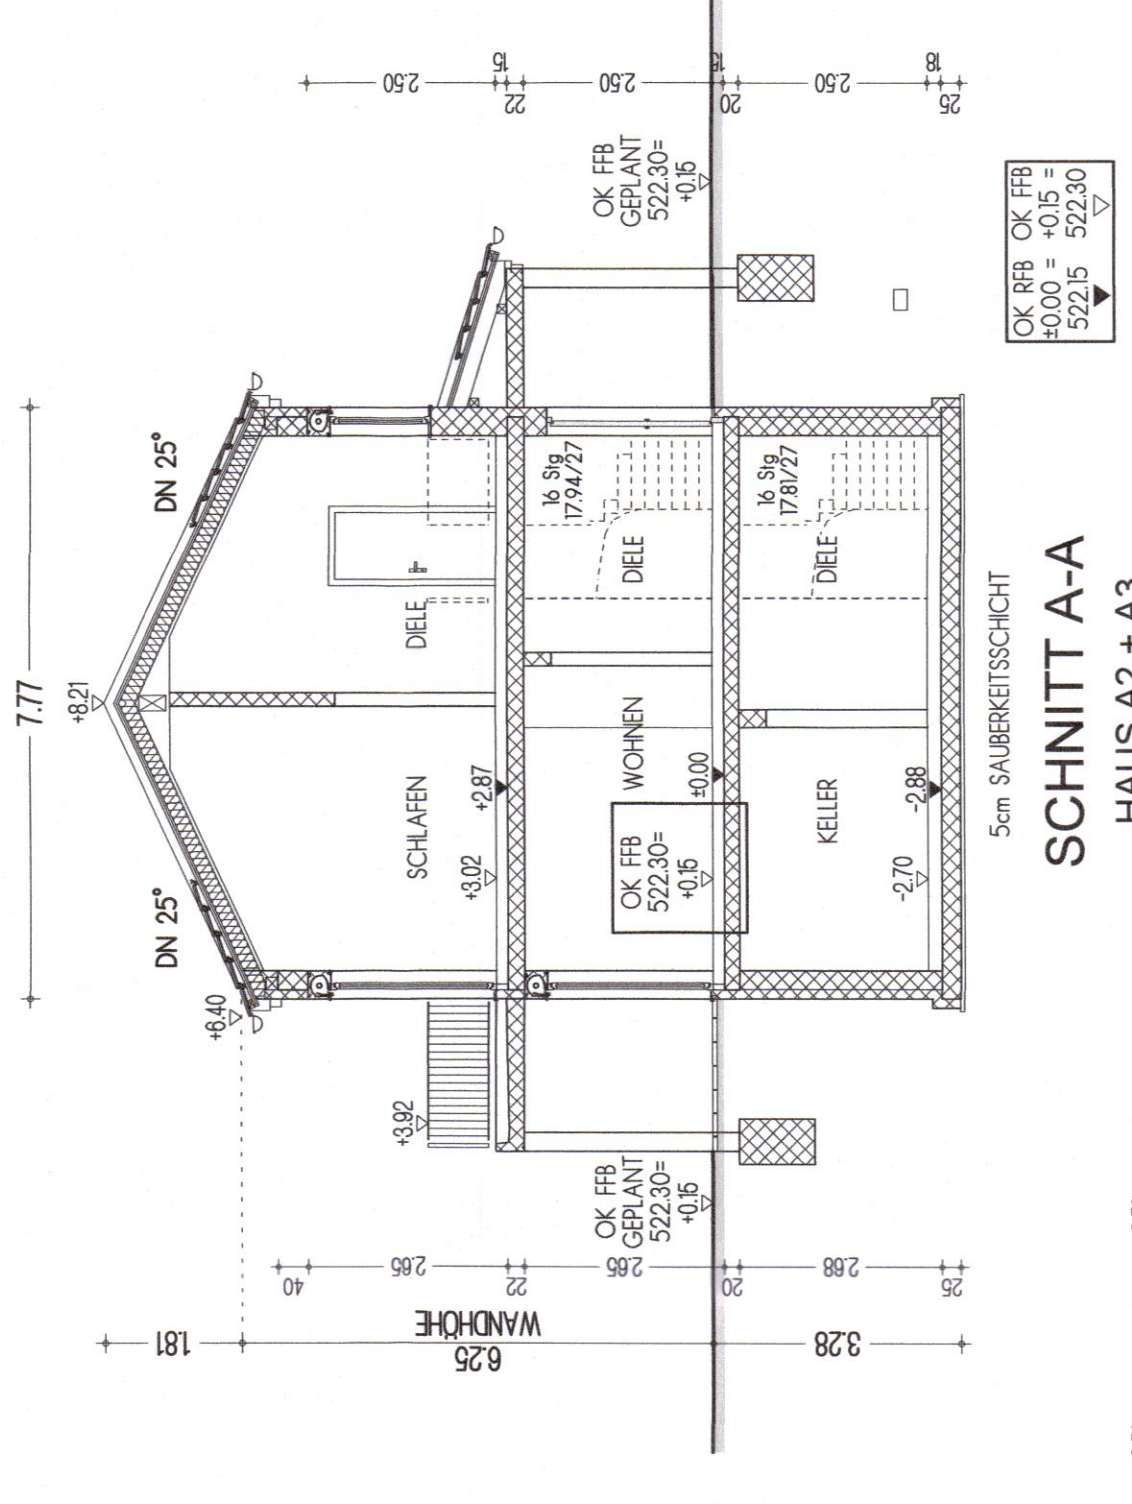 7.77
+8.21
DN 25°
DN 25°
+6.40
1.81
40
2.65
22
2.65
20
2.68
25
WANDHÖHE
6.25
3.28
+3.92
SCHLAFEN
DIELE
+3.02
+2.87
2.50
15
22
2.50
15
20
2.50
18
25
OK FFB
GEPLANT
522.30=
+0.15
OK FFB
522.30=
+0.15
WOHNEN
±0.00
DIELE
16 Stg
17.94/27
OK FFB
GEPLANT
522.30=
+0.15
KELLER
DIELE
16 Stg
17.81/27
-2.70
-2.88
5cm SAUBERKEITSSCHICHT
OK RFB OK FFB
±0.00 = +0.15 =
522.15 522.30
SCHNITT A-A
HAUS A2 + A3